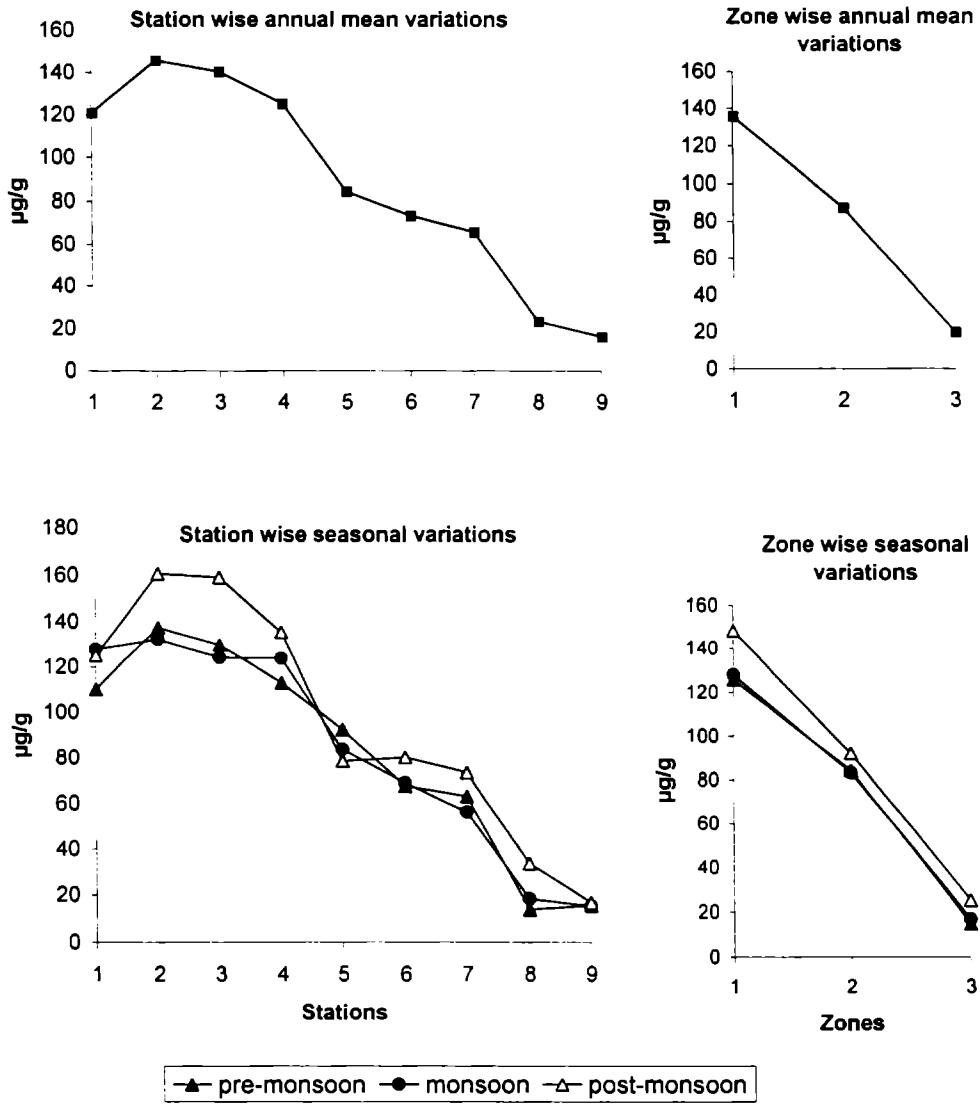 Station wise annual mean variations
160
140
120
100
80
60
40
20
0
µg/g
1 2 3 4 5 6 7 8 9
Zone wise annual mean
variations
160
140
120
100
80
60
40
20
0
µg/g
1 2 3
Station wise seasonal variations
180
160
140
120
100
80
60
40
20
0
µg/g
1 2 3 4 5 6 7 8 9
Stations
Zone wise seasonal
variations
160
140
120
100
80
60
40
20
0
µg/g
1 2 3
Zones
pre-monsoon monsoon post-monsoon